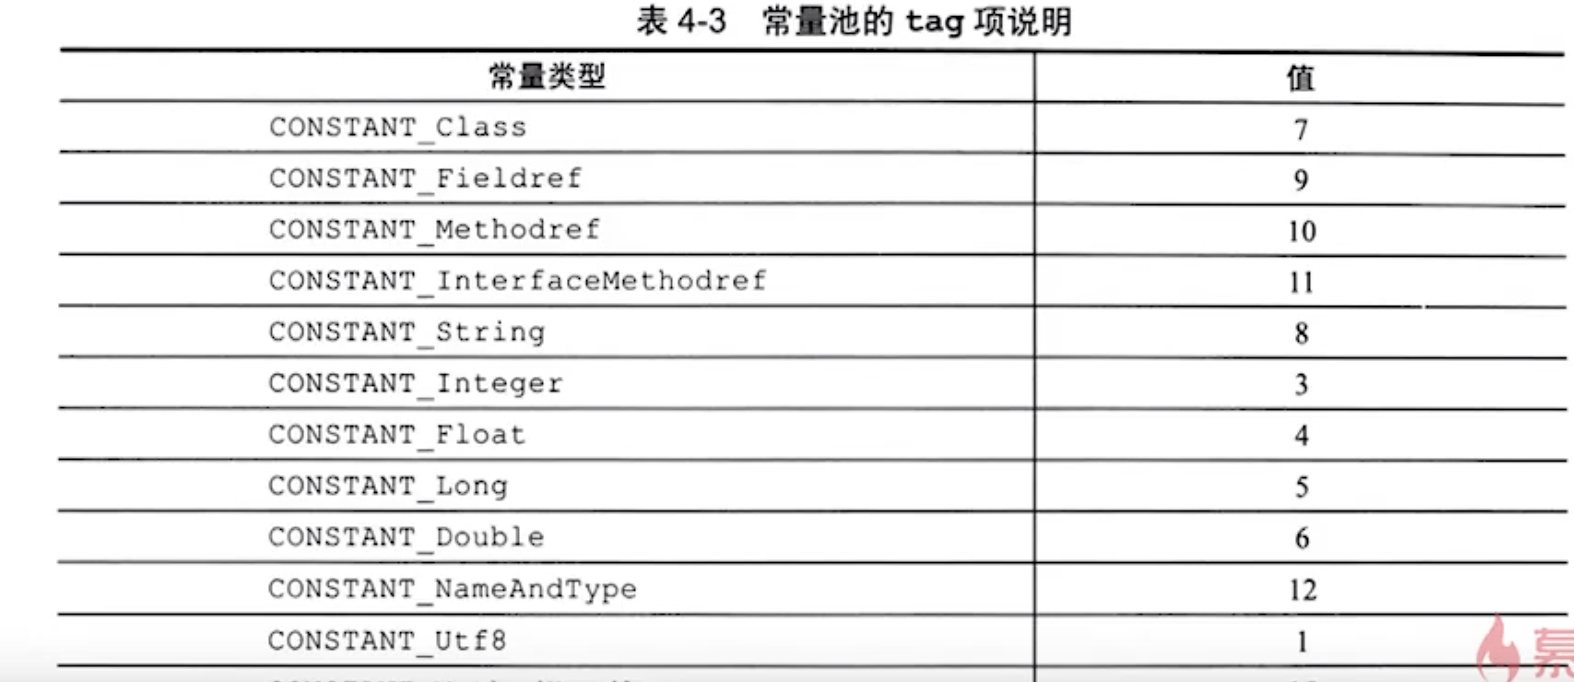 表 4-3 常量池的 tag 项说明
常量类型 值
CONSTANT_Class 7
CONSTANT_Fieldref 9
CONSTANT_Methodref 10
CONSTANT_InterfaceMethodref 11
CONSTANT_String 8
CONSTANT_Integer 3
CONSTANT_Float 4
CONSTANT_Long 5
CONSTANT_Double 6
CONSTANT_NameAndType 12
CONSTANT_Utf8 1
慕